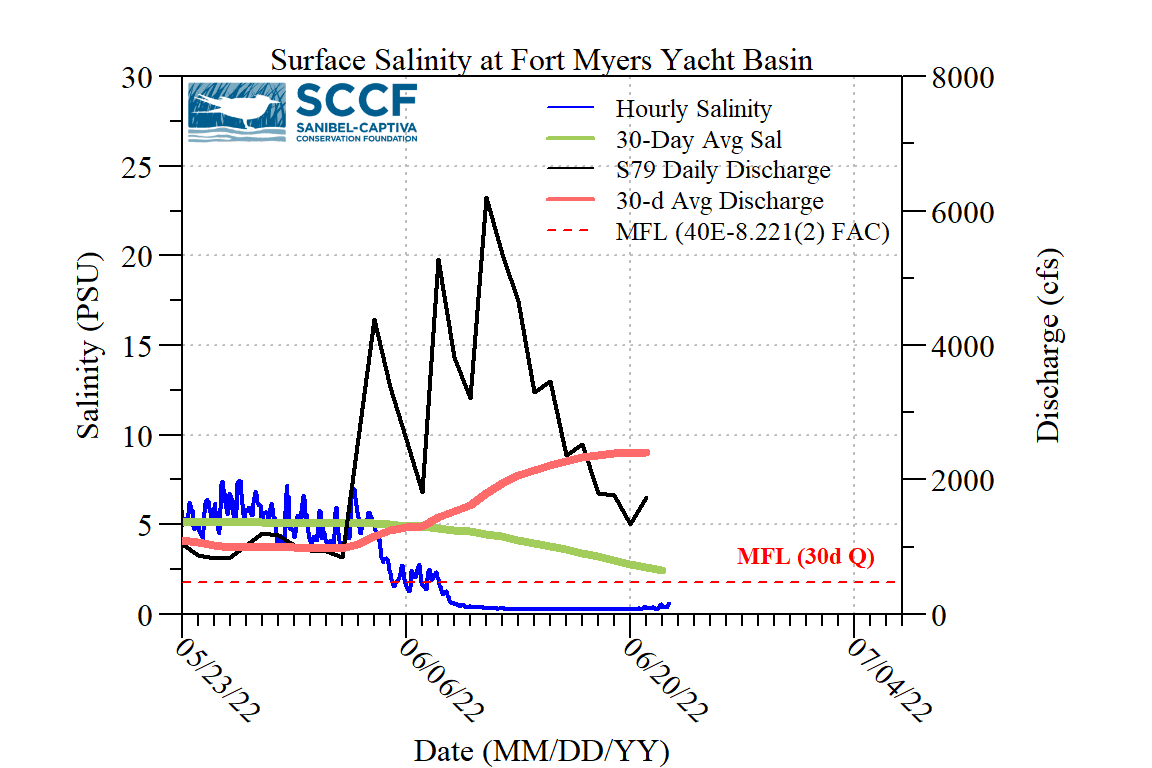 Surface Salinity at Fort Myers Yacht Basin
SCCF
SANIBEL-CAPTIVA
CONSERVATION FOUNDATION
Hourly Salinity
30-Day Avg Sal
S79 Daily Discharge
30-d Avg Discharge
MFL (40E-8.221(2) FAC)
30
25
20
15
10
5
0
Salinity (PSU)
8000
6000
4000
2000
0
Discharge (cfs)
MFL (30d Q)
05/23/22
06/06/22
06/20/22
07/04/22
Date (MM/DD/YY)